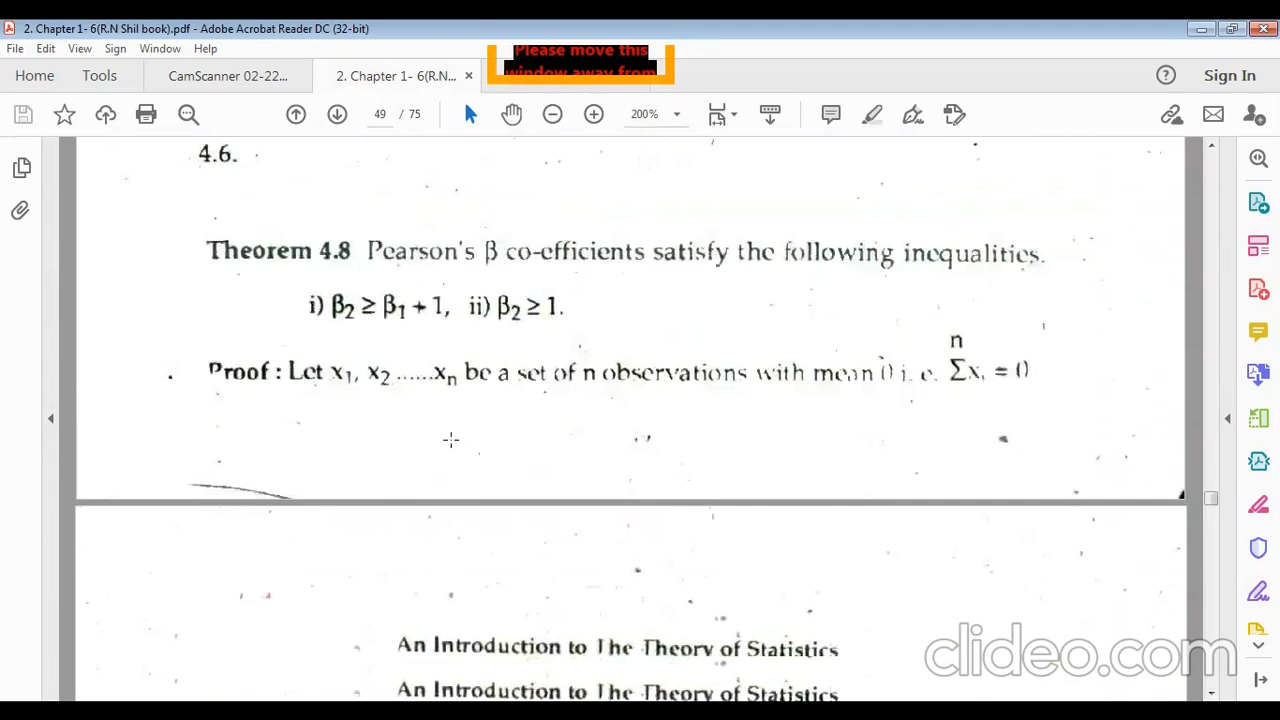 2. Chapter 1- 6(R.N Shil book).pdf - Adobe Acrobat Reader DC (32-bit)
File Edit View Sign Window Help
Please move this
window away from
Home Tools CamScanner 02-22... 2. Chapter 1- 6(R.N... × Sign In
49 / 75 200%
4.6.
Theorem 4.8 Pearson's β co-efficients satisfy the following inequalities.
i) β₂ ≥ β₁ + 1, ii) β₂ ≥ 1.
n
Proof : Let x₁, x₂ ......xₙ be a set of n observations with mean 0 i. e. Σxᵢ = 0
An Introduction to The Theory of Statistics
clideo.com
An Introduction to The Theory of Statistics